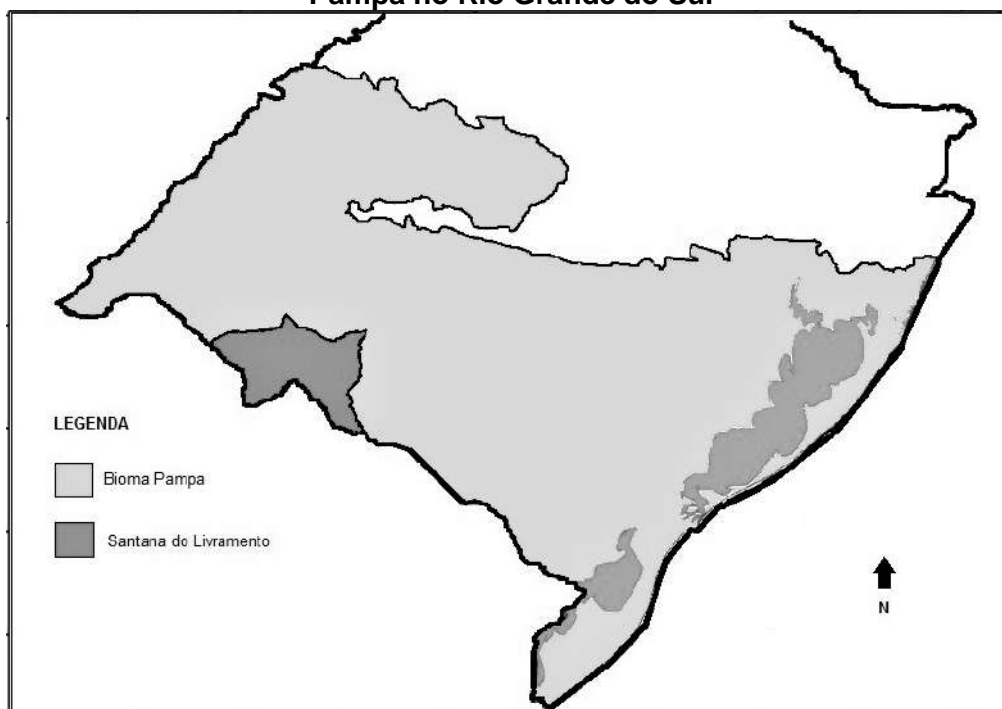 Pampa no Rio Grande do Sul
LEGENDA
Bioma Pampa
Santana do Livramento
N